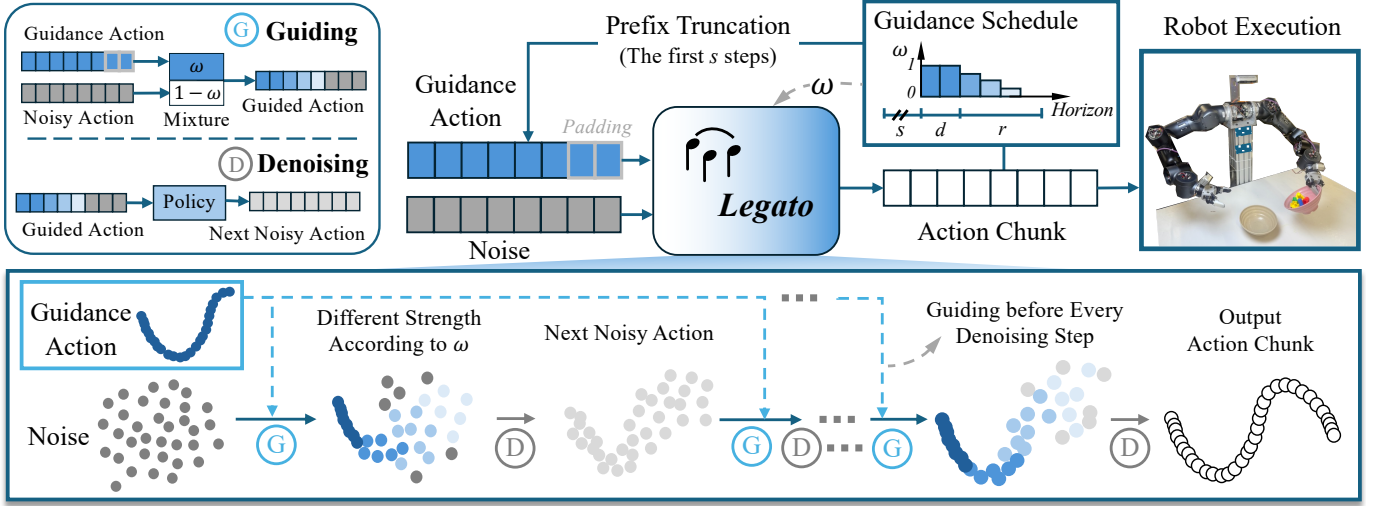 G Guiding
Guidance Action
ω
1 − ω
Noisy Action
Mixture
Guided Action
D Denoising
Policy
Guided Action
Next Noisy Action
Prefix Truncation
(The first s steps)
Guidance
Action
Padding
Noise
ω
Legato
Guidance Schedule
ω
1
0
Horizon
s
d
r
Action Chunk
Robot Execution
Guidance
Action
Noise
G
Different Strength
According to ω
D
Next Noisy Action
G
D
G
Guiding before Every
Denoising Step
D
Output
Action Chunk